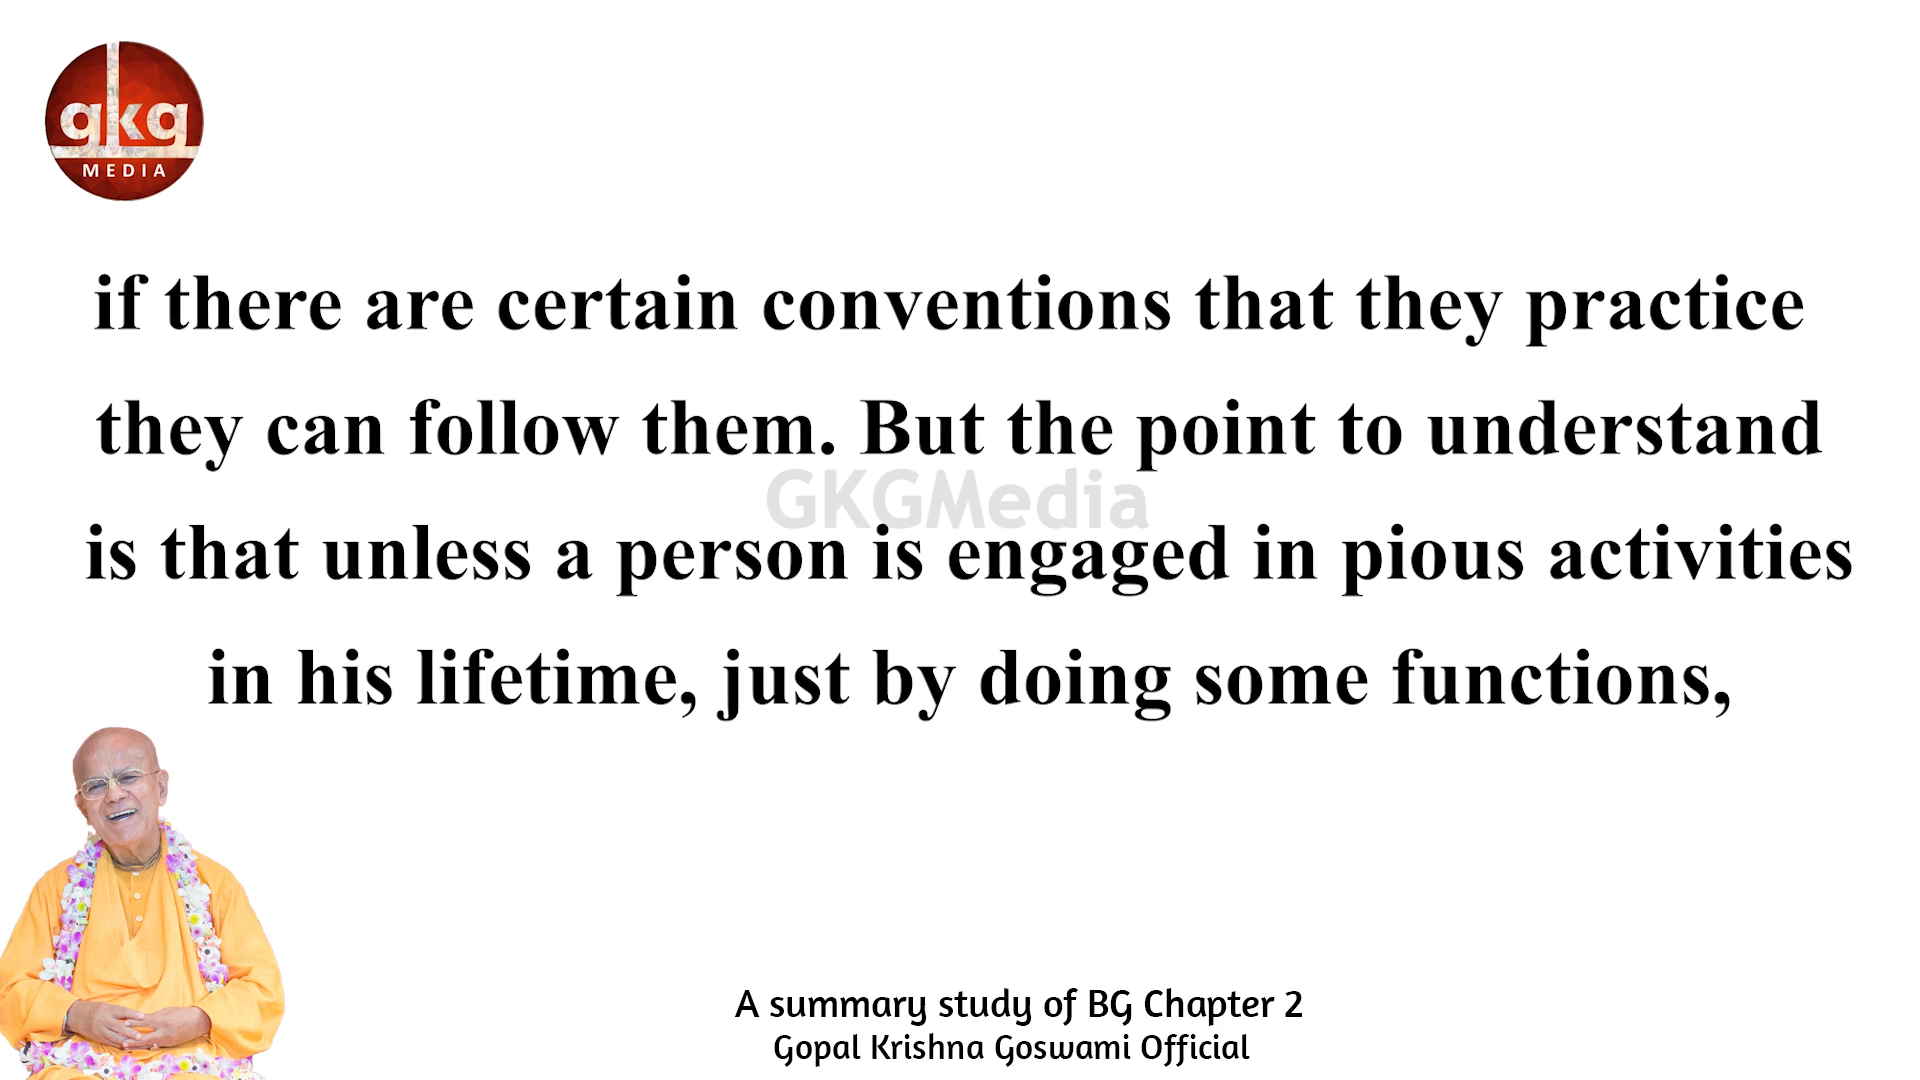 gkg
MEDIA
if there are certain conventions that they practice
they can follow them. But the point to understand
GKGMedia
is that unless a person is engaged in pious activities
in his lifetime, just by doing some functions,
A summary study of BG Chapter 2
Gopal Krishna Goswami Official